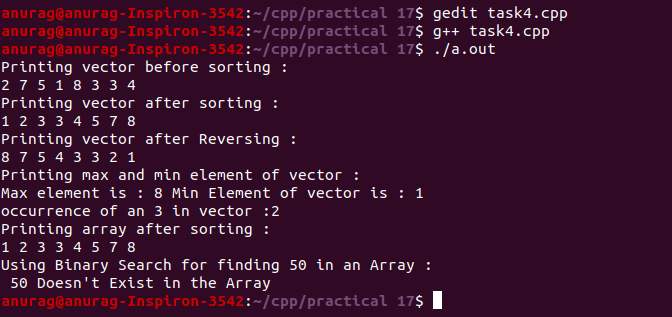 anurag@anurag-Inspiron-3542:~/cpp/practical 17$ gedit task4.cpp
anurag@anurag-Inspiron-3542:~/cpp/practical 17$ g++ task4.cpp
anurag@anurag-Inspiron-3542:~/cpp/practical 17$ ./a.out
Printing vector before sorting :
2 7 5 1 8 3 3 4
Printing vector after sorting :
1 2 3 3 4 5 7 8
Printing vector after Reversing :
8 7 5 4 3 3 2 1
Printing max and min element of vector :
Max element is : 8 Min Element of vector is : 1
occurrence of an 3 in vector :2
Printing array after sorting :
1 2 3 3 4 5 7 8
Using Binary Search for finding 50 in an Array :
 50 Doesn't Exist in the Array
anurag@anurag-Inspiron-3542:~/cpp/practical 17$